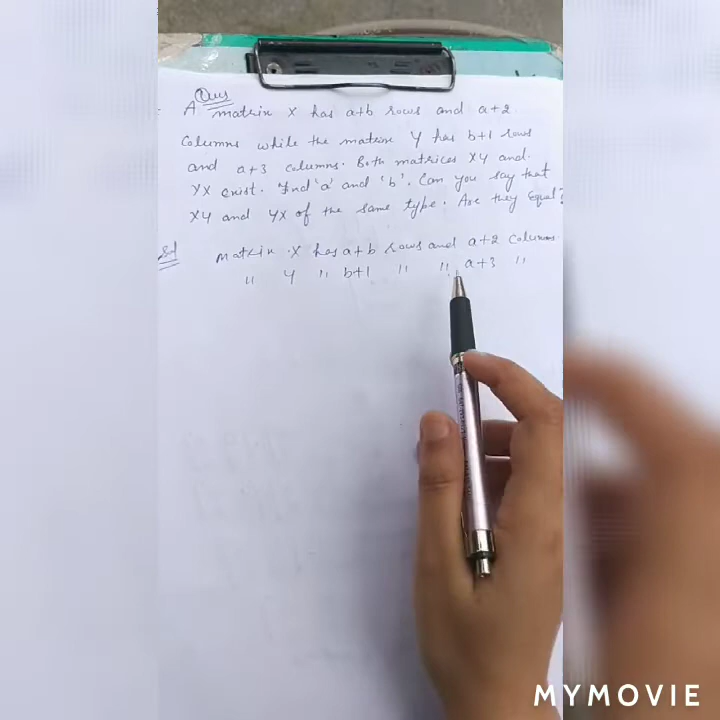 Ques
A matrix X has a+b rows and a+2
Columns while the matrix Y has b+1 rows
and a+3 columns. Both matrices XY and
YX exist. Find 'a' and 'b'. Can you say that
XY and YX of the same type. Are they Equal?
Sol Matrix X has a+b rows and a+2 Columns
" Y " b+1 " " a+3 "
MYMOVIE